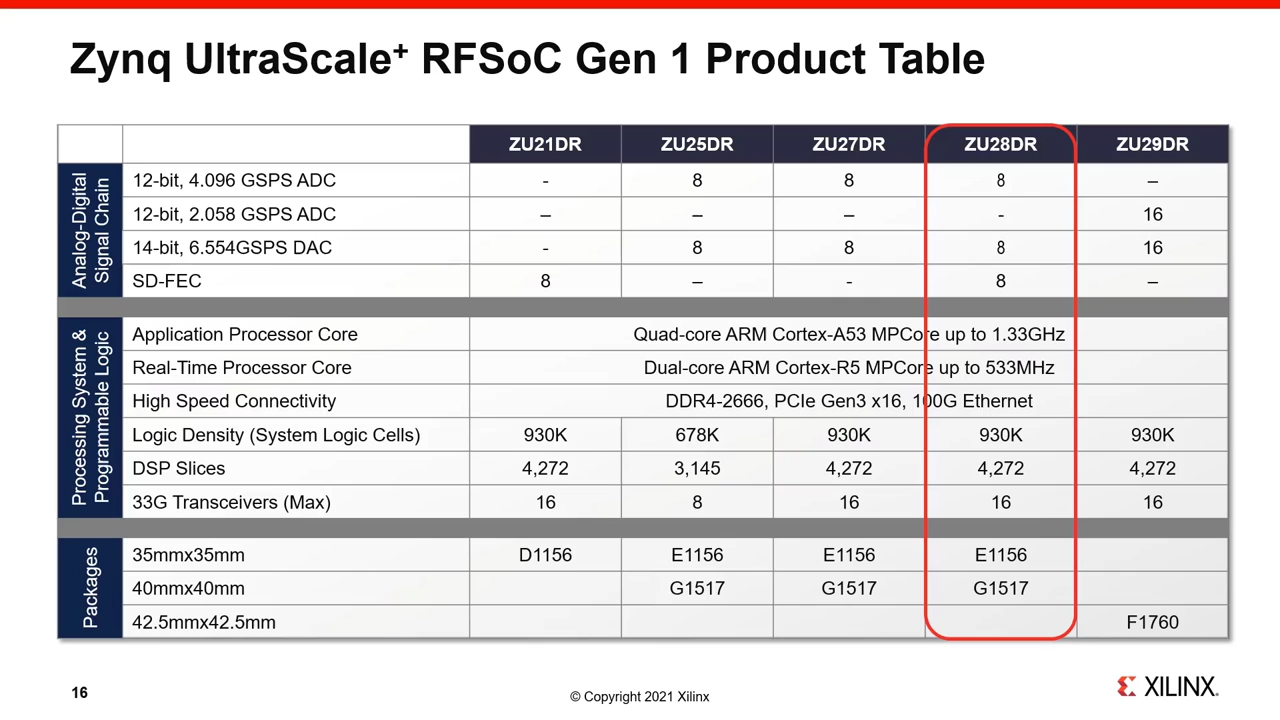 Zynq UltraScale+ RFSoC Gen 1 Product Table
ZU21DR ZU25DR ZU27DR ZU28DR ZU29DR
Analog-Digital
Signal Chain
12-bit, 4.096 GSPS ADC - 8 8 8 –
12-bit, 2.058 GSPS ADC – – – - 16
14-bit, 6.554GSPS DAC - 8 8 8 16
SD-FEC 8 – - 8 –
Processing System &
Programmable Logic
Application Processor Core Quad-core ARM Cortex-A53 MPCore up to 1.33GHz
Real-Time Processor Core Dual-core ARM Cortex-R5 MPCore up to 533MHz
High Speed Connectivity DDR4-2666, PCIe Gen3 x16, 100G Ethernet
Logic Density (System Logic Cells) 930K 678K 930K 930K 930K
DSP Slices 4,272 3,145 4,272 4,272 4,272
33G Transceivers (Max) 16 8 16 16 16
Packages
35mmx35mm D1156 E1156 E1156 E1156
40mmx40mm G1517 G1517 G1517
42.5mmx42.5mm F1760
16
© Copyright 2021 Xilinx
XILINX.